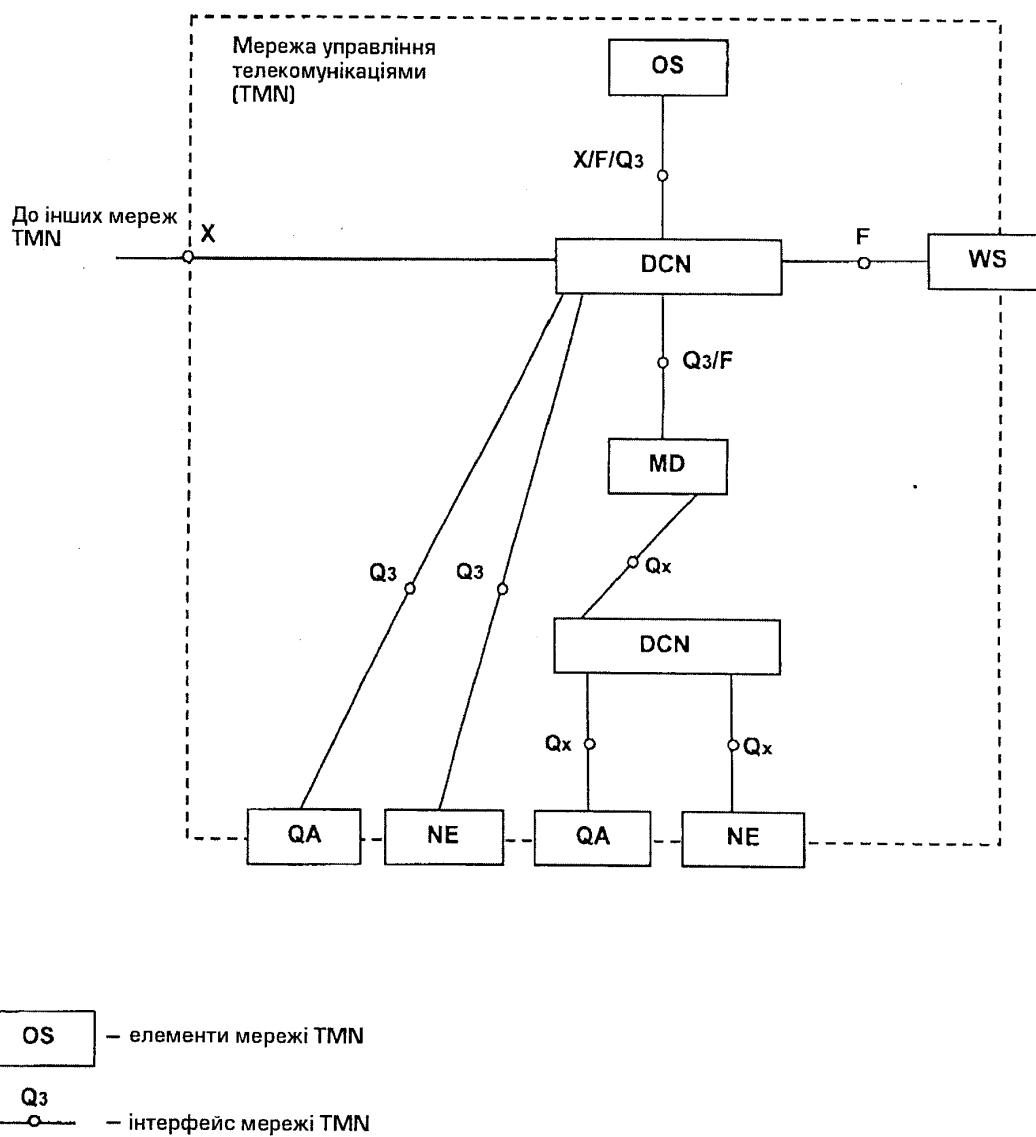 Мережа управління
телекомунікаціями
(TMN)
OS
X/F/Q3
До інших мереж
TMN
X
DCN
F
WS
Q3/F
MD
Q3
Q3
Qx
DCN
Qx
Qx
QA
NE
QA
NE
OS – елементи мережі TMN
Q3
– інтерфейс мережі TMN